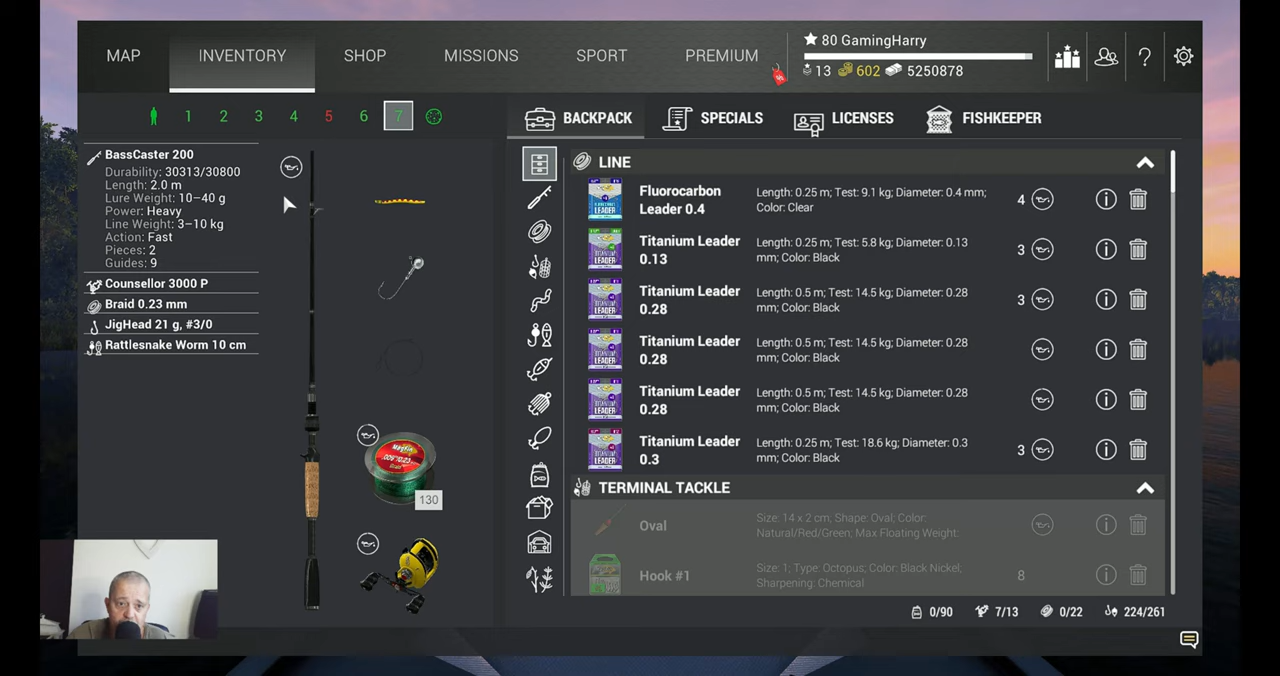 MAP
INVENTORY
SHOP
MISSIONS
SPORT
PREMIUM
80 GamingHarry
13 602 5250878
?
1 2 3 4 5 6 7
BACKPACK
SPECIALS
LICENSES
FISHKEEPER
BassCaster 200
Durability: 30313/30800
Length: 2.0 m
Lure Weight: 10–40 g
Power: Heavy
Line Weight: 3–10 kg
Action: Fast
Pieces: 2
Guides: 9
Counsellor 3000 P
Braid 0.23 mm
JigHead 21 g, #3/0
Rattlesnake Worm 10 cm
130
LINE
Fluorocarbon
Leader 0.4
Length: 0.25 m; Test: 9.1 kg; Diameter: 0.4 mm;
Color: Clear
4
Titanium Leader
0.13
Length: 0.25 m; Test: 5.8 kg; Diameter: 0.13
mm; Color: Black
3
Titanium Leader
0.28
Length: 0.5 m; Test: 14.5 kg; Diameter: 0.28
mm; Color: Black
3
Titanium Leader
0.28
Length: 0.5 m; Test: 14.5 kg; Diameter: 0.28
mm; Color: Black
Titanium Leader
0.28
Length: 0.5 m; Test: 14.5 kg; Diameter: 0.28
mm; Color: Black
Titanium Leader
0.3
Length: 0.25 m; Test: 18.6 kg; Diameter: 0.3
mm; Color: Black
3
TERMINAL TACKLE
Oval
Size: 14 x 2 cm; Shape: Oval; Color:
Natural/Red/Green; Max Floating Weight:
Hook #1
Size: 1; Type: Octopus; Color: Black Nickel;
Sharpening: Chemical
8
0/90
7/13
0/22
224/261